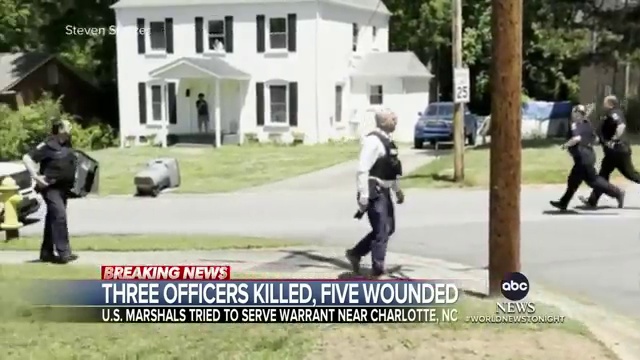 Steven S
25
BREAKING NEWS
THREE OFFICERS KILLED, FIVE WOUNDED
U.S. MARSHALS TRIED TO SERVE WARRANT NEAR CHARLOTTE, NC
abc
NEWS
#WORLDNEWSTONIGHT